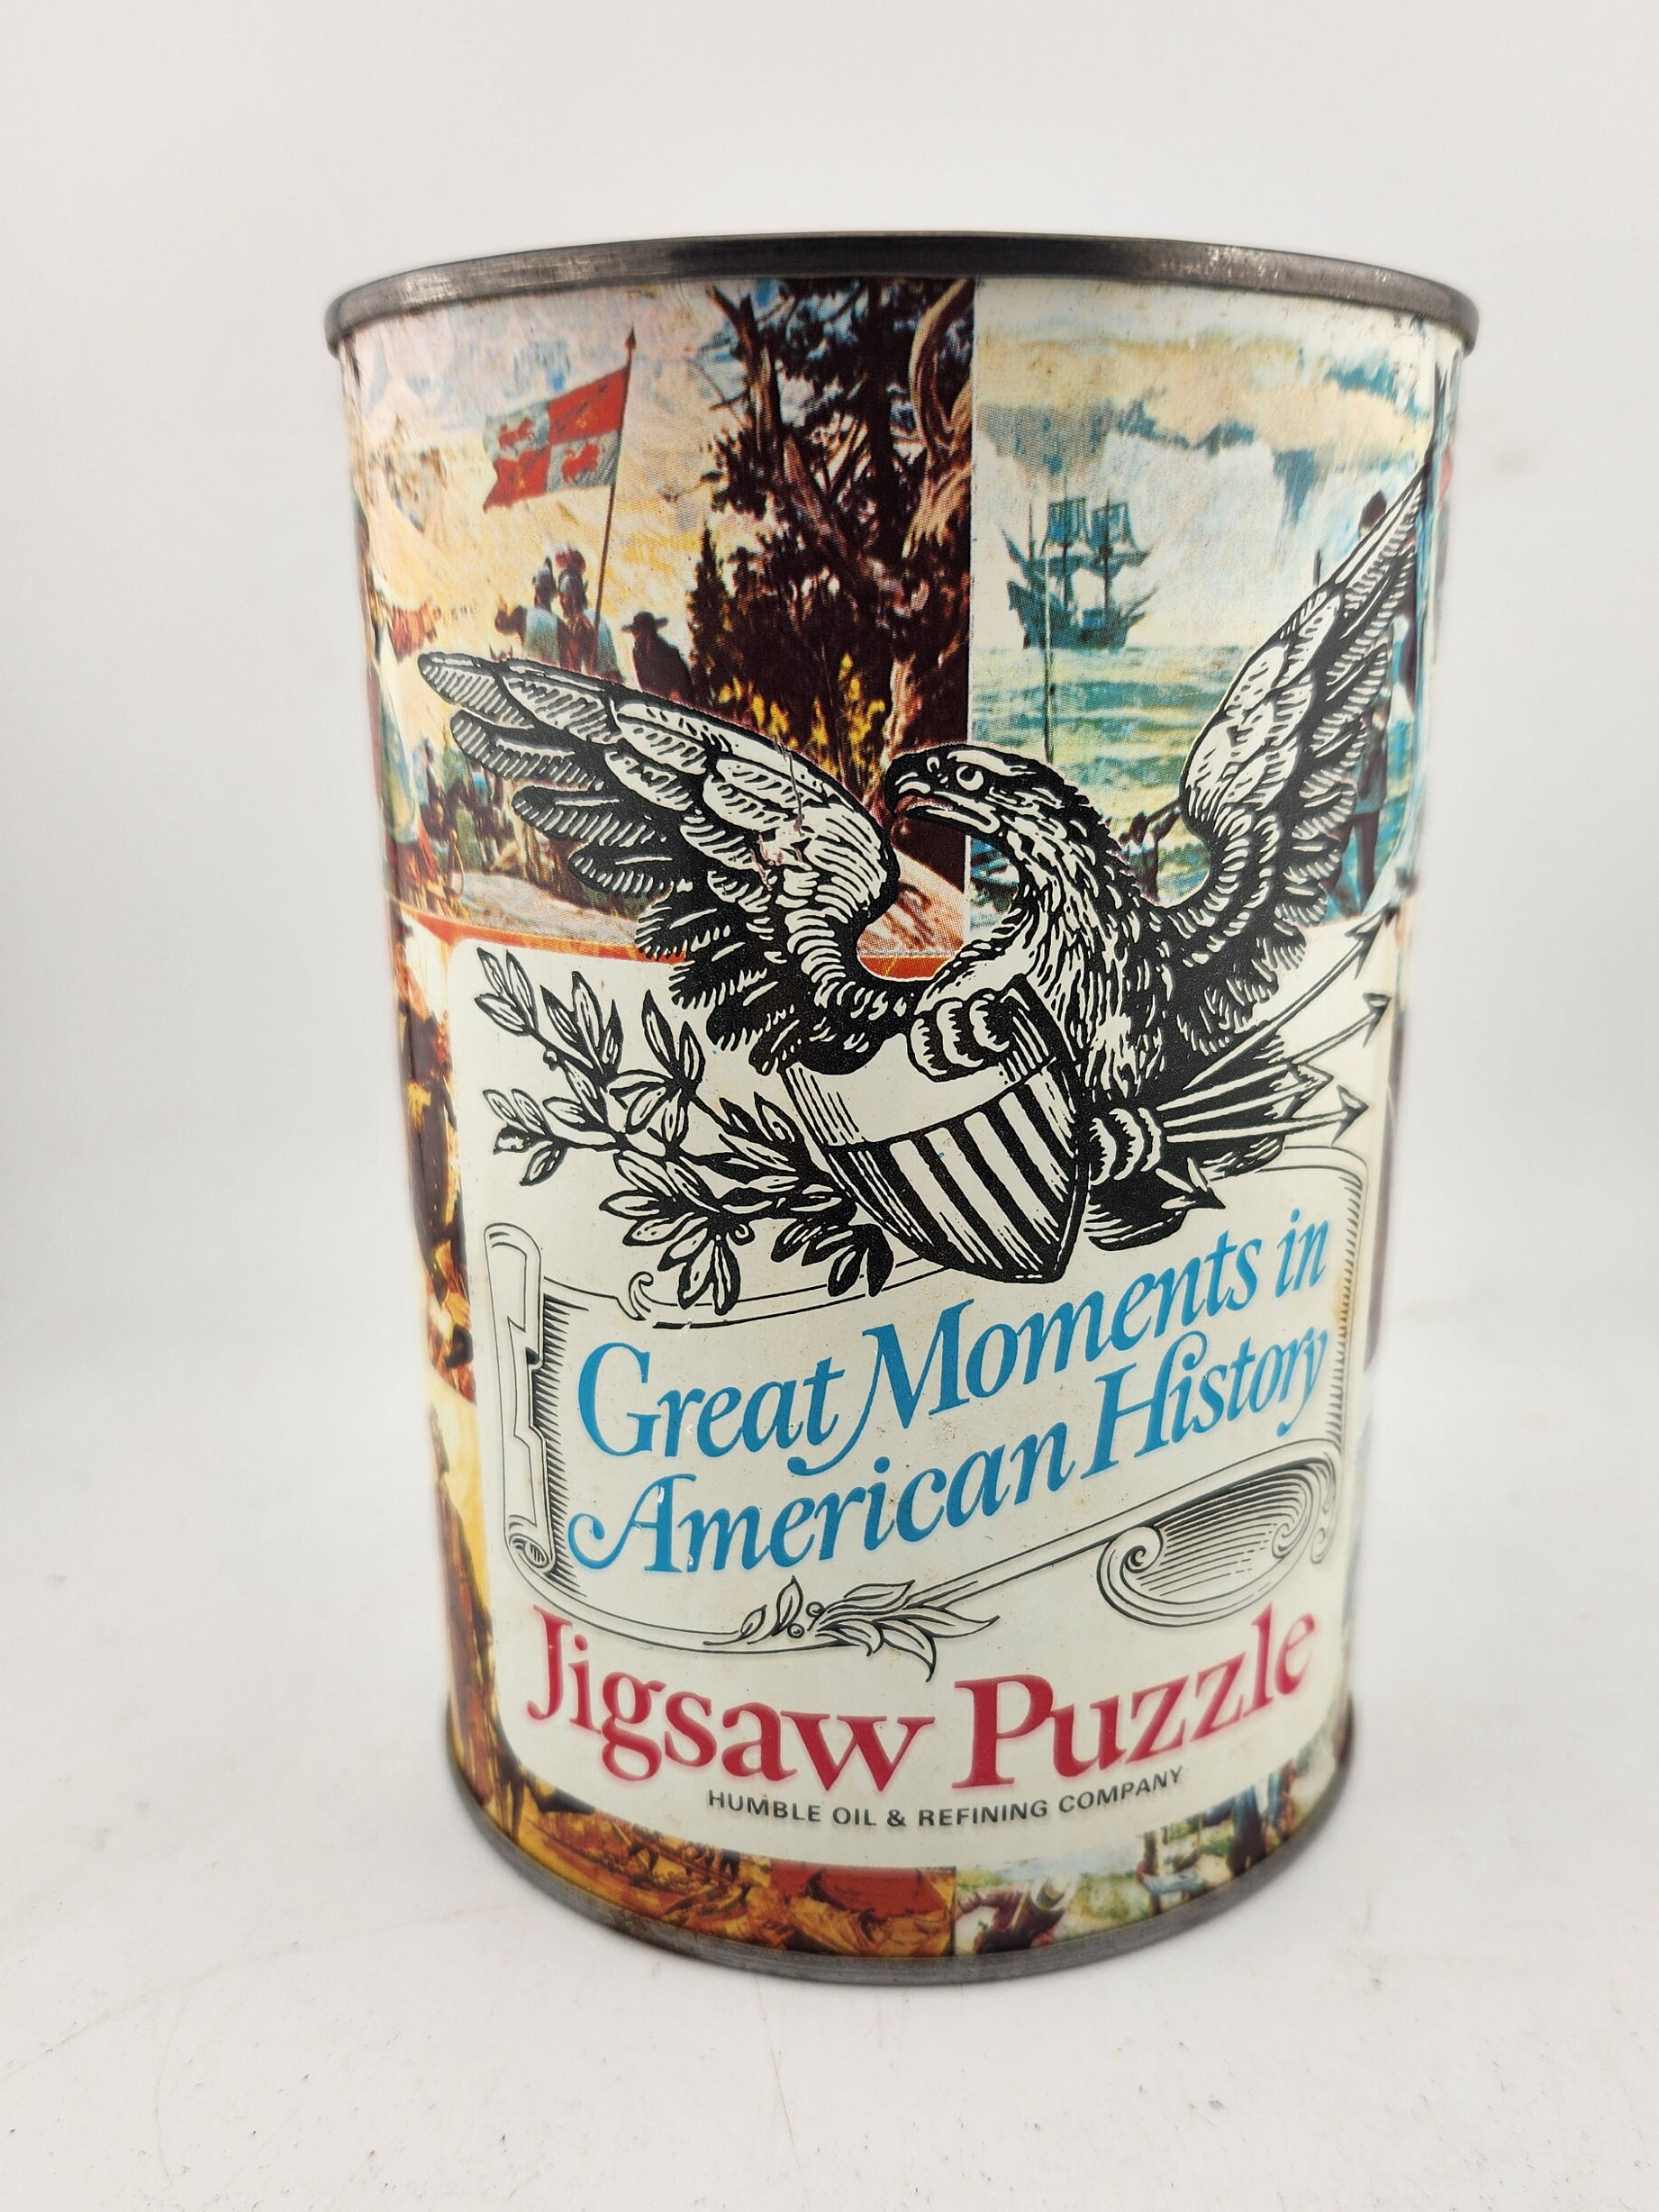 Great Moments in
American History
Jigsaw Puzzle
HUMBLE OIL & REFINING COMPANY